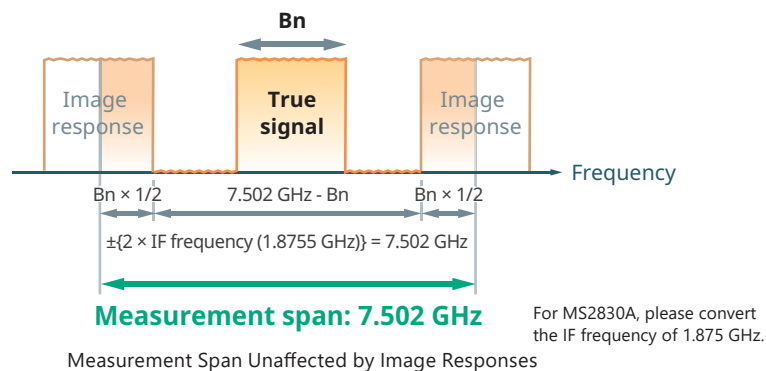 Bn
Image
response
True
signal
Image
response
Frequency
Bn × 1/2
7.502 GHz - Bn
Bn × 1/2
±{2 × IF frequency (1.8755 GHz)} = 7.502 GHz
Measurement span: 7.502 GHz
For MS2830A, please convert
the IF frequency of 1.875 GHz.
Measurement Span Unaffected by Image Responses